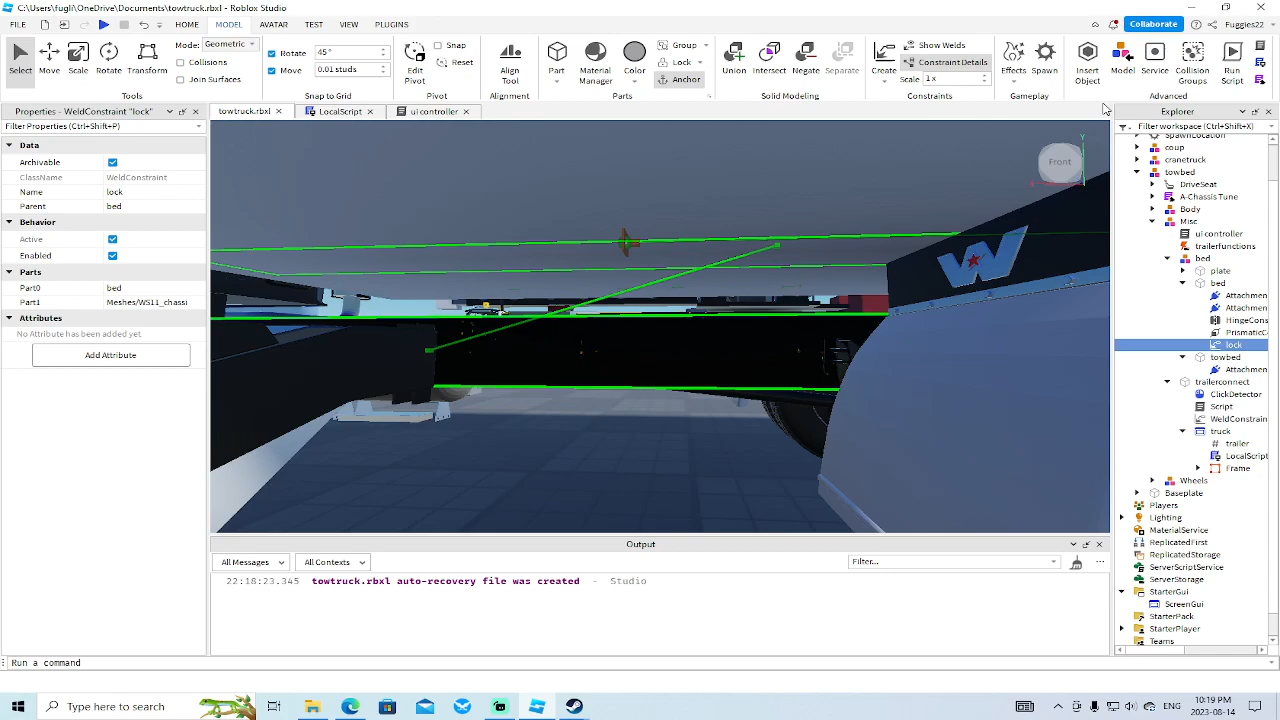 C:\Users\fugli\OneDrive\Documents\towtruck.rbxl - Roblox Studio
FILE HOME MODEL AVATAR TEST VIEW PLUGINS Collaborate Fuggles22
Select Move Scale Rotate Transform
Mode: Geometric
Collisions
Join Surfaces
Tools
Rotate 45°
Move 0.01 studs
Snap to Grid
Edit Pivot
Snap
Reset
Pivot
Align Tool
Alignment
Part Material Manager Color
Group
Lock
Anchor
Parts
Union Intersect Negate Separate
Solid Modeling
Create
Show Welds
Constraint Details
Scale 1 x
Constraints
Effects Spawn
Gameplay
Insert Object Model Service Collision Groups Run Script
Advanced
Properties - WeldConstraint "lock"
Filter Properties (Ctrl+Shift+P)
Data
Archivable
ClassName WeldConstraint
Name lock
Parent bed
Behavior
Active
Enabled
Parts
Part0 bed
Part1 Meshes/WS11_chassi
Attributes
No Attribute has been added yet
Add Attribute
towtruck.rbxl LocalScript ui controller
Front
Y
W
Output
All Messages All Contexts Filter...
22:18:23.345 towtruck.rbxl auto-recovery file was created - Studio
Explorer
Filter workspace (Ctrl+Shift+X)
SpawnLocation
coup
cranetruck
towbed
DriveSeat
A-Chassis Tune
Body
Misc
ui controller
trailerfunctions
bed
plate
bed
Attachmen
Attachmen
HingeCons
PrismaticC
lock
towbed
Attachmen
trailerconnect
ClickDetector
Script
WeldConstrain
truck
trailer
LocalScript
Frame
Wheels
Baseplate
Players
Lighting
MaterialService
ReplicatedFirst
ReplicatedStorage
ServerScriptService
ServerStorage
StarterGui
ScreenGui
StarterPack
StarterPlayer
Teams
Run a command
Type here to search
ENG
10:19 PM
2023-08-14